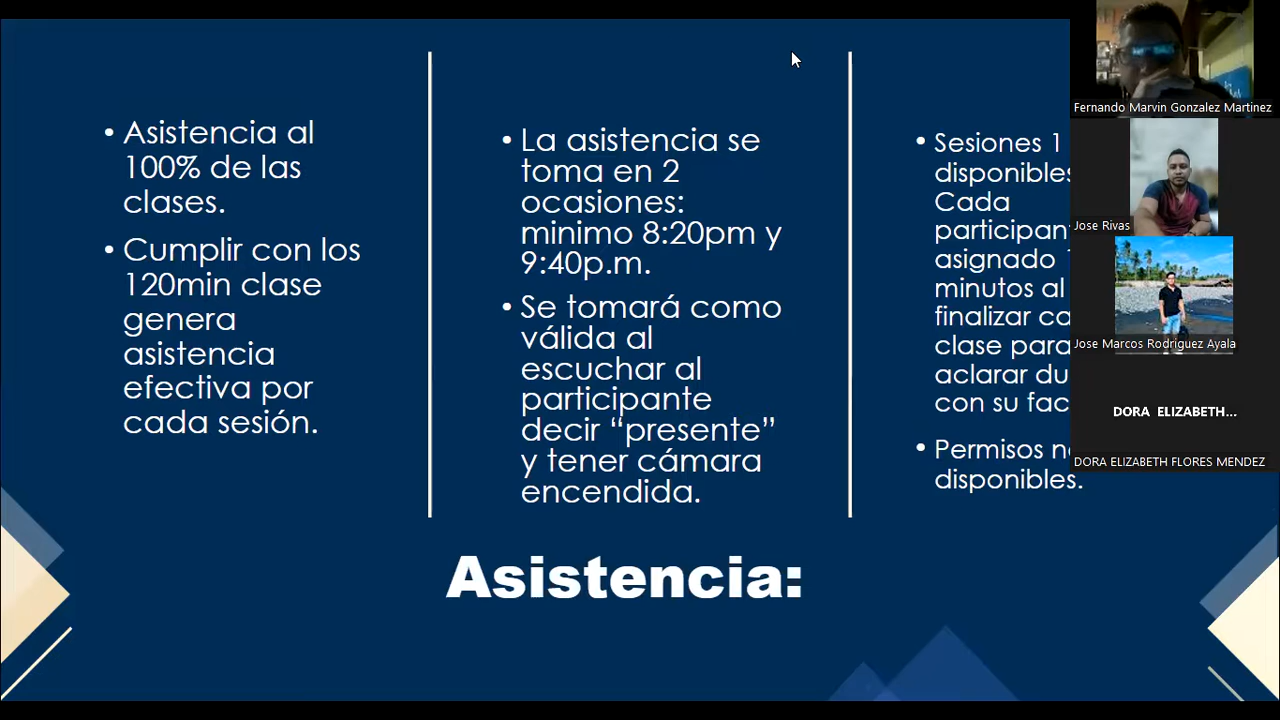 • Asistencia al
100% de las
clases.
• Cumplir con los
120min clase
genera
asistencia
efectiva por
cada sesión.
• La asistencia se
toma en 2
ocasiones:
minimo 8:20pm y
9:40p.m.
• Se tomará como
válida al
escuchar al
participante
decir “presente”
y tener cámara
encendida.
• Sesiones 1
disponibles
Cada
asignado
minutos al
finalizar
clase para
aclarar
con su
• Permisos
disponibles.
Asistencia:
Fernando Marvin Gonzalez Martinez
Jose Rivas
Jose Marcos Rodriguez Ayala
DORA ELIZABETH...
DORA ELIZABETH FLORES MENDEZ